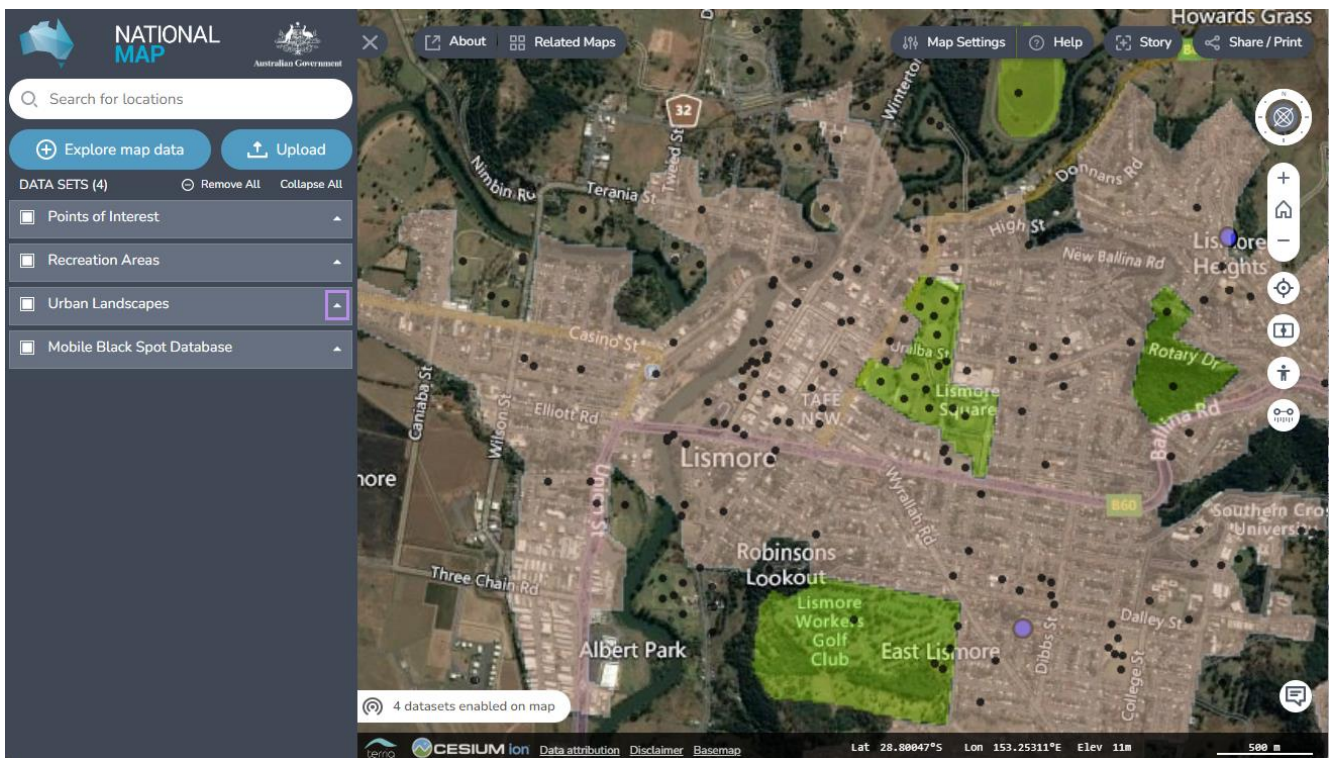 NATIONAL
MAP
Australian Government
Search for locations
Explore map data
Upload
DATA SETS (4)
Remove All
Collapse All
Points of Interest
Recreation Areas
Urban Landscapes
Mobile Black Spot Database
About
Related Maps
Map Settings
Help
Story
Share / Print
Howards Grass
32
Winterton
Tweed St
Nimbin Rd
Terania St
Donnans Rd
High St
New Ballina Rd
Lismore
Heights
Casino St
Uralba St
Rotary Dr
Caniaba St
Wilson St
Elliott Rd
TAFE
NSW
Lismore
Square
Ballina Rd
Lismore
more
Union St
Wyrallah Rd
B60
Southern Cros
Universi
Robinsons
Lookout
Three Chain Rd
Lismore
Workers
Golf
Club
Dalley St
Albert Park
East Lismore
Dibbs St
College St
4 datasets enabled on map
terria
CESIUM ion
Data attribution
Disclaimer
Basemap
Lat 28.80047°S Lon 153.25311°E Elev 11m
500 m